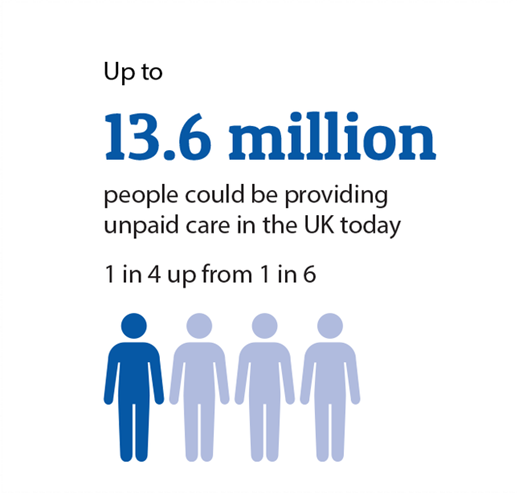 Up to
13.6 million
people could be providing
unpaid care in the UK today
1 in 4 up from 1 in 6